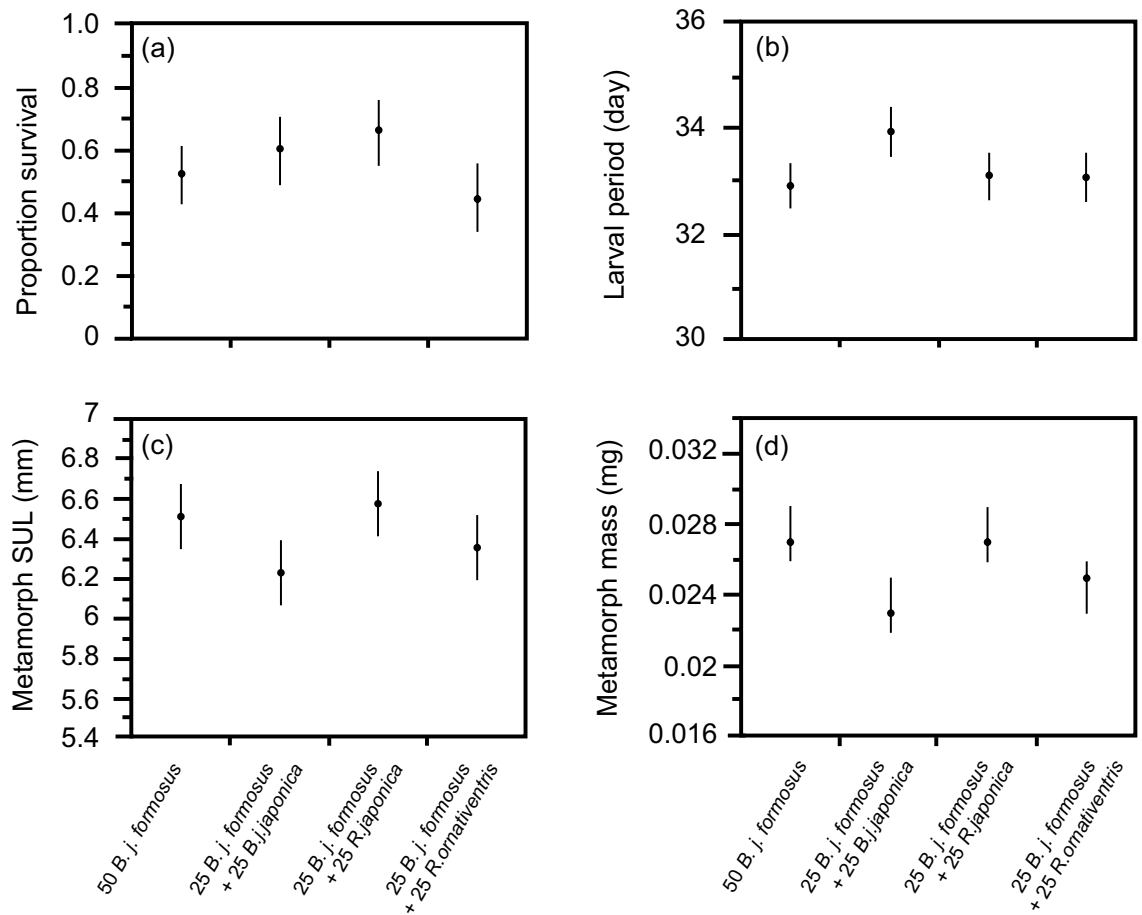 (a)
Proportion survival
1.0
0.8
0.6
0.4
0.2
0
(b)
Larval period (day)
36
34
32
30
(c)
Metamorph SUL (mm)
7
6.8
6.6
6.4
6.2
6
5.8
5.6
5.4
50 B. j. formosus
25 B. j. formosus
+ 25 B.j.japonica
25 B. j. formosus
+ 25 R.japonica
25 B. j. formosus
+ 25 R.ornativentris
(d)
Metamorph mass (mg)
0.032
0.028
0.024
0.02
0.016
50 B. j. formosus
25 B. j. formosus
+ 25 B.j.japonica
25 B. j. formosus
+ 25 R.japonica
25 B. j. formosus
+ 25 R.ornativentris